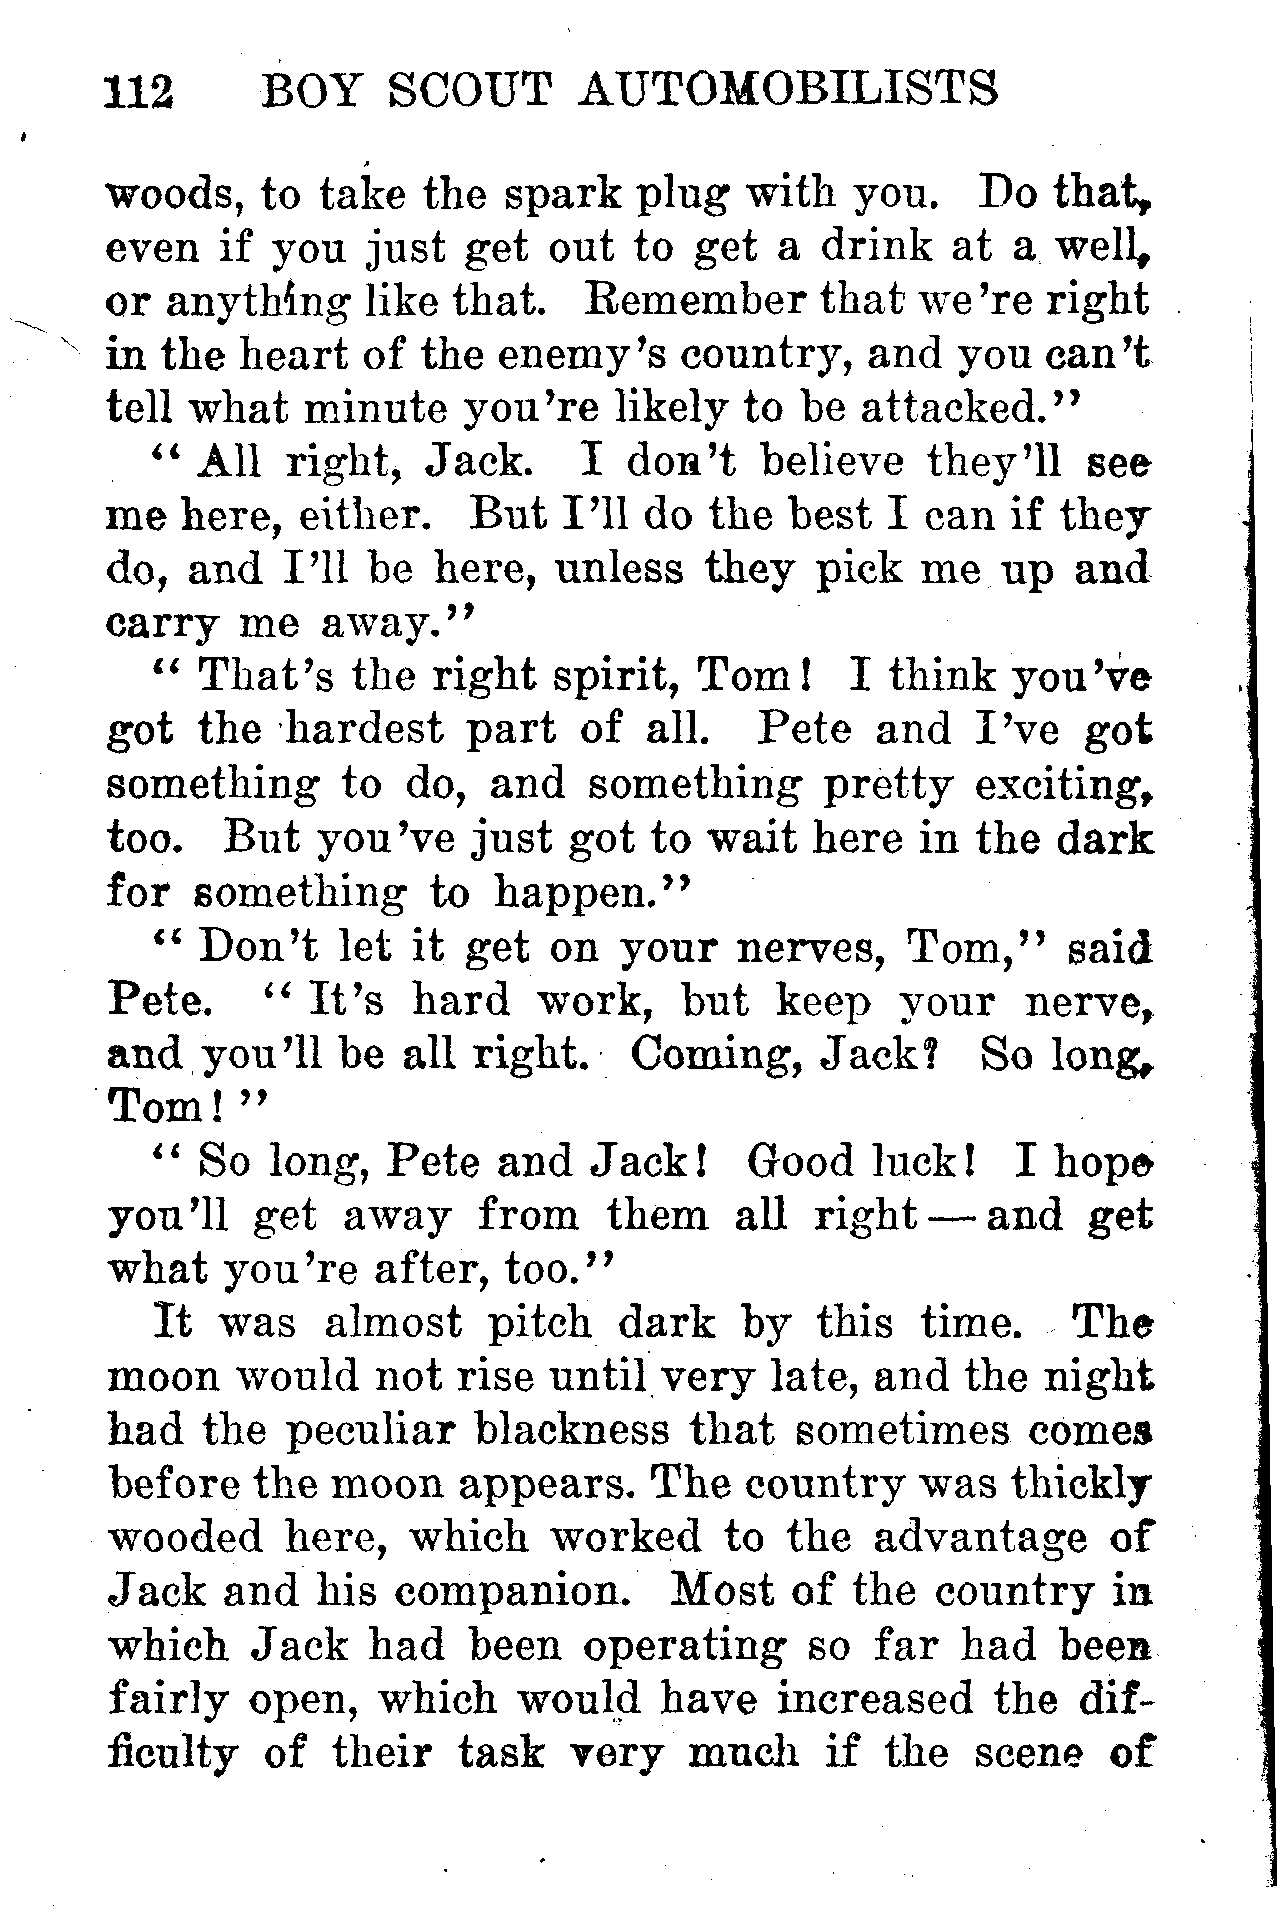 112 BOY SCOUT AUTOMOBILISTS
woods, to take the spark plug with you. Do that,
even if you just get out to get a drink at a well,
or anything like that. Remember that we're right
in the heart of the enemy's country, and you can't
tell what minute you're likely to be attacked."
"All right, Jack. I don't believe they'll see
me here, either. But I'll do the best I can if they
do, and I'll be here, unless they pick me up and
carry me away."
"That's the right spirit, Tom! I think you've
got the hardest part of all. Pete and I've got
something to do, and something pretty exciting,
too. But you've just got to wait here in the dark
for something to happen."
"Don't let it get on your nerves, Tom," said
Pete. "It's hard work, but keep your nerve,
and you'll be all right. Coming, Jack? So long,
Tom!"
"So long, Pete and Jack! Good luck! I hope
you'll get away from them all right — and get
what you're after, too."
It was almost pitch dark by this time. The
moon would not rise until very late, and the night
had the peculiar blackness that sometimes comes
before the moon appears. The country was thickly
wooded here, which worked to the advantage of
Jack and his companion. Most of the country in
which Jack had been operating so far had been
fairly open, which would have increased the dif-
ficulty of their task very much if the scene of